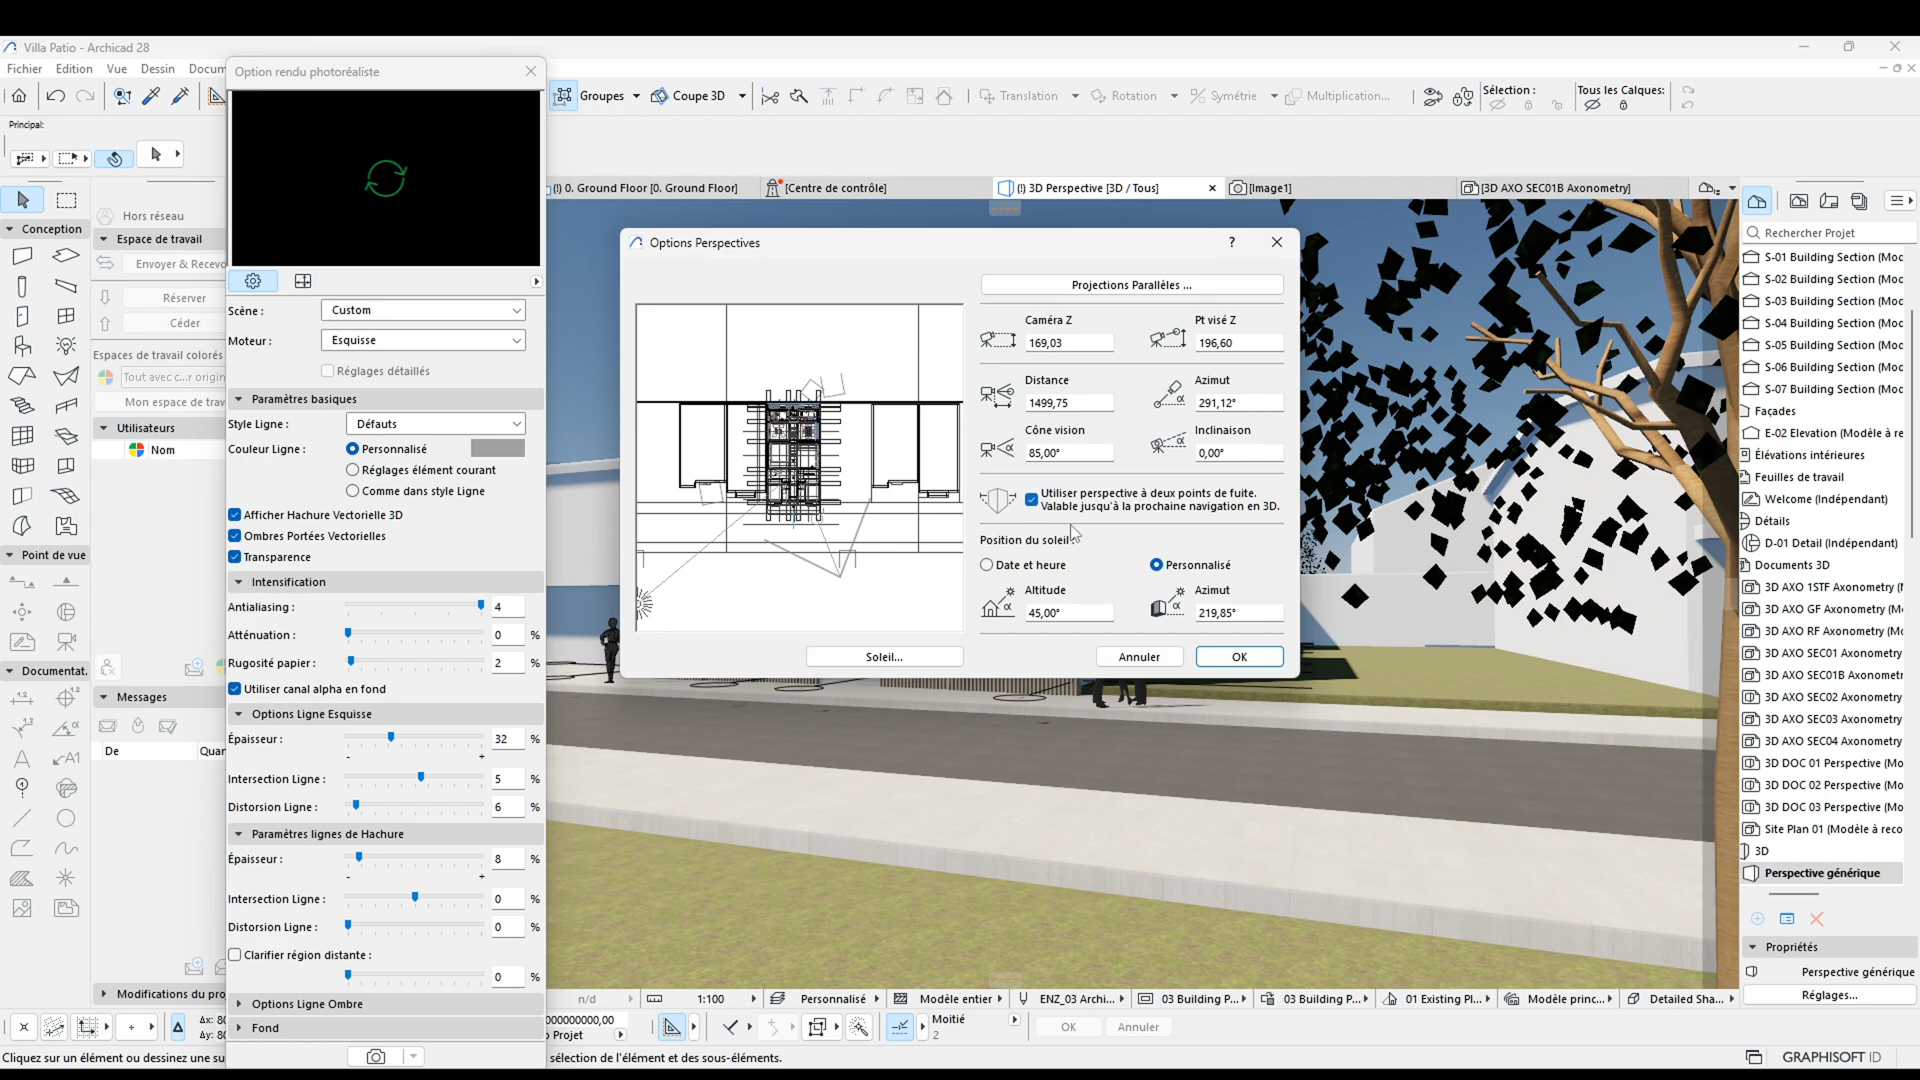 Villa Patio - Archicad 28
Fichier Edition Vue Dessin Docum
Option rendu photoréaliste
Groupes
Coupe 3D
Translation
Rotation
Symétrie
Multiplication...
Sélection :
Tous les Calques:
Principal:
(!) 0. Ground Floor [0. Ground Floor]
[Centre de contrôle]
(!) 3D Perspective [3D / Tous]
[Image1]
[3D AXO SEC01B Axonometry]
Conception
Point de vue
Documentat.
Hors réseau
Espace de travail
Envoyer & Recevo
Réserver
Céder
Espaces de travail colorés
Tout avec c...r origin
Mon espace de trav
Utilisateurs
Nom
Messages
De
Quar
Modifications du pro
Scène :
Custom
Moteur :
Esquisse
Réglages détaillés
Paramètres basiques
Style Ligne :
Défauts
Couleur Ligne :
Personnalisé
Réglages élément courant
Comme dans style Ligne
Afficher Hachure Vectorielle 3D
Ombres Portées Vectorielles
Transparence
Intensification
Antialiasing :
4
Atténuation :
0 %
Rugosité papier :
2 %
Utiliser canal alpha en fond
Options Ligne Esquisse
Épaisseur :
32 %
- +
Intersection Ligne :
5 %
Distorsion Ligne :
6 %
Paramètres lignes de Hachure
Épaisseur :
8 %
- +
Intersection Ligne :
0 %
Distorsion Ligne :
0 %
Clarifier région distante :
0 %
Options Ligne Ombre
Fond
Options Perspectives
?
Projections Parallèles ...
Caméra Z
169,03
Pt visé Z
196,60
Distance
1499,75
Azimut
291,12°
Cône vision
85,00°
Inclinaison
0,00°
Utiliser perspective à deux points de fuite.
Valable jusqu'à la prochaine navigation en 3D.
Position du soleil
Date et heure
Personnalisé
Altitude
45,00°
Azimut
219,85°
Soleil...
Annuler
OK
Rechercher Projet
S-01 Building Section (Moc
S-02 Building Section (Moc
S-03 Building Section (Moc
S-04 Building Section (Moc
S-05 Building Section (Moc
S-06 Building Section (Moc
S-07 Building Section (Moc
Façades
E-02 Elevation (Modèle à re
Élévations intérieures
Feuilles de travail
Welcome (Indépendant)
Détails
D-01 Detail (Indépendant)
Documents 3D
3D AXO 1STF Axonometry (I
3D AXO GF Axonometry (Mo
3D AXO RF Axonometry (Mo
3D AXO SEC01 Axonometry
3D AXO SEC01B Axonometr
3D AXO SEC02 Axonometry
3D AXO SEC03 Axonometry
3D AXO SEC04 Axonometry
3D DOC 01 Perspective (Mo
3D DOC 02 Perspective (Mo
3D DOC 03 Perspective (Mo
Site Plan 01 (Modèle à reco
3D
Perspective générique
Propriétés
Perspective générique
Réglages...
n/d
1:100
Personnalisé
Modèle entier
ENZ_03 Archi...
03 Building P...
03 Building P...
01 Existing Pl...
Modèle princ...
Detailed Sha...
Δx: 80
Δy: 80
000000000,00
o Projet
Moitié
2
OK
Annuler
Cliquez sur un élément ou dessinez une su
sélection de l'élément et des sous-éléments.
GRAPHISOFT ID